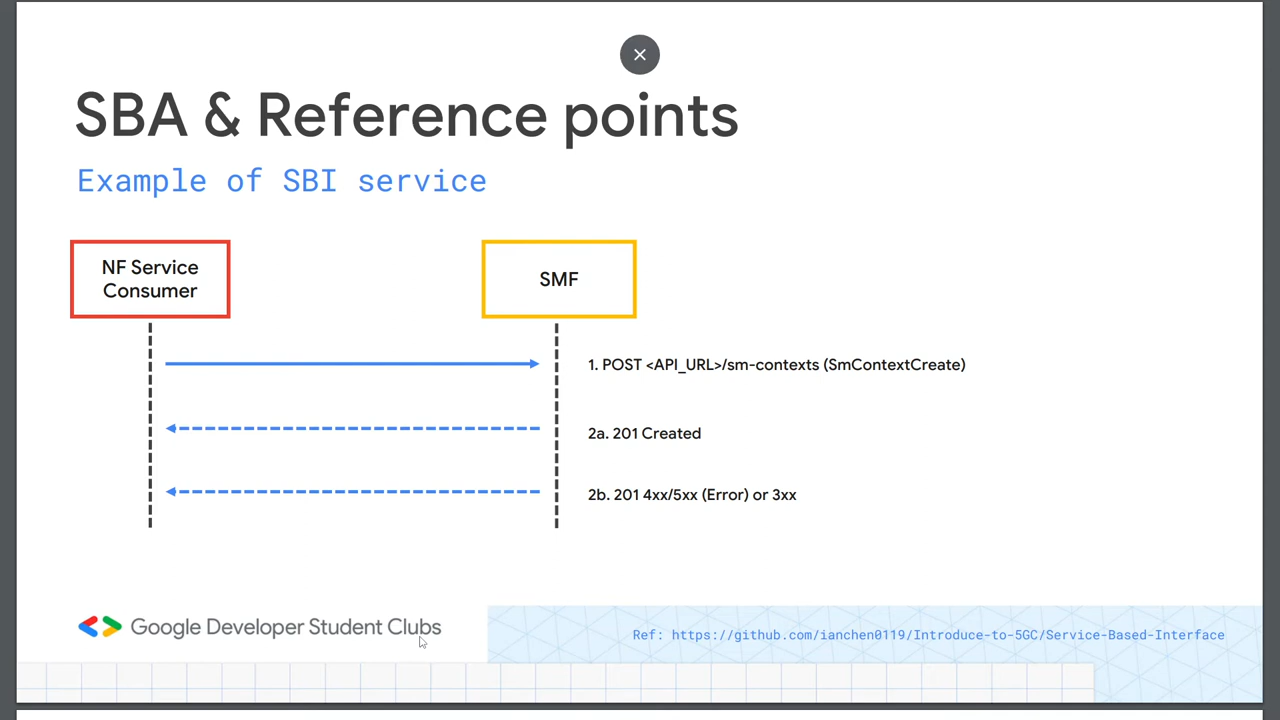 SBA & Reference points
Example of SBI service
NF Service
Consumer
SMF
1. POST <API_URL>/sm-contexts (SmContextCreate)
2a. 201 Created
2b. 201 4xx/5xx (Error) or 3xx
Google Developer Student Clubs
Ref: https://github.com/ianchen0119/Introduce-to-5GC/Service-Based-Interface